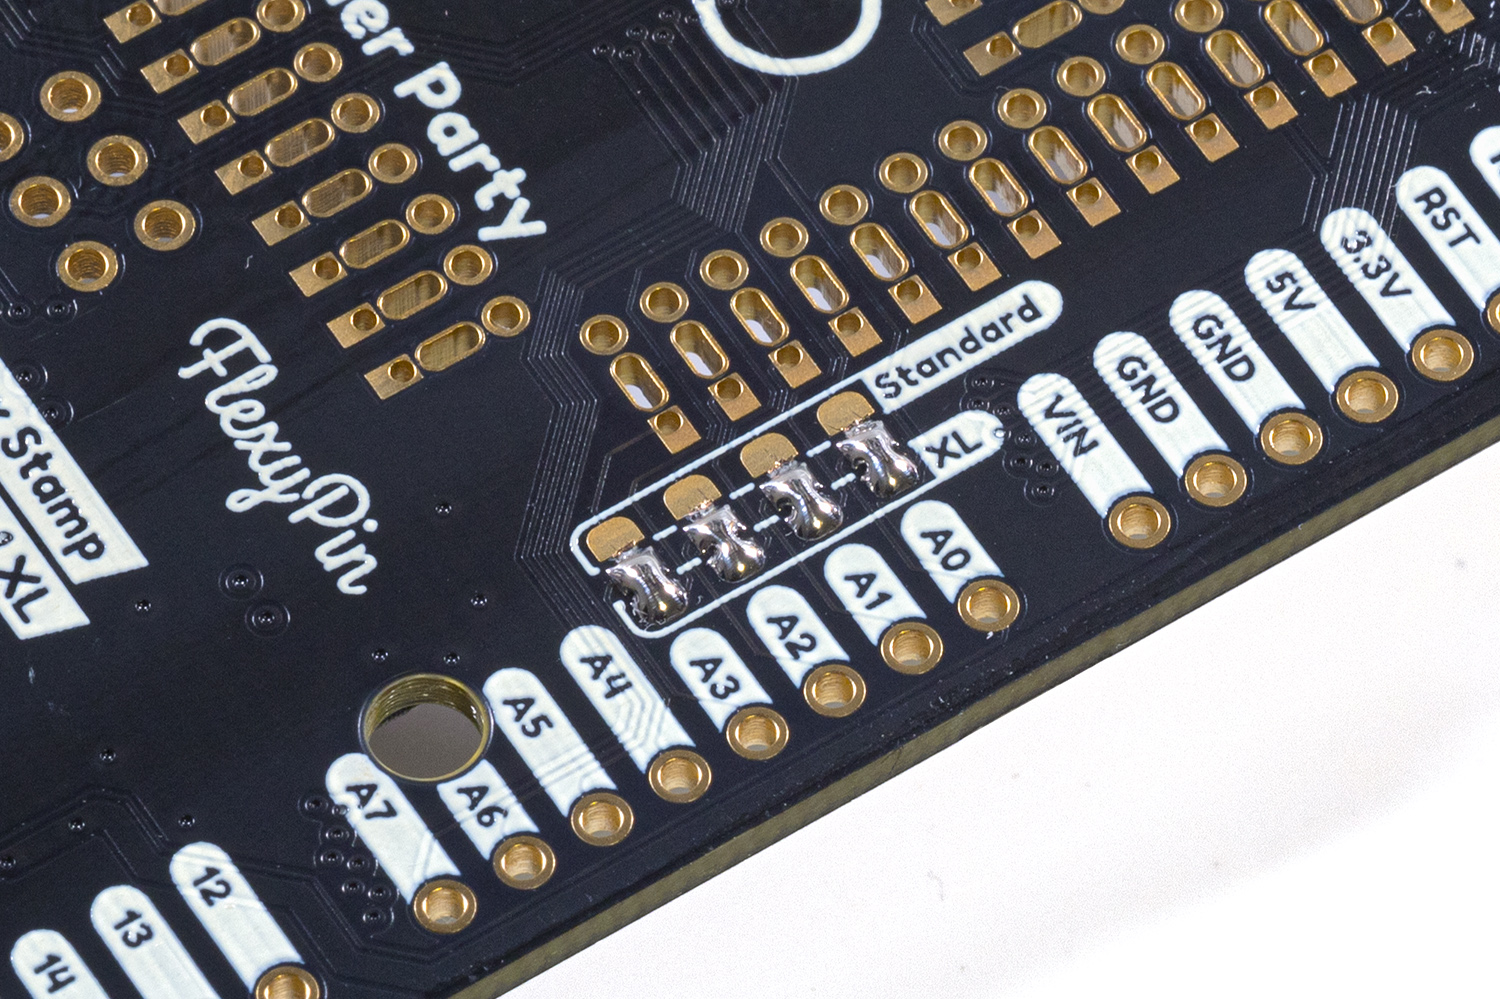 Party
FlexyPin
Stamp
XL
Standard
XL
RST
3.3V
5V
GND
GND
VIN
A0
A1
A2
A3
A4
A5
A6
A7
12
13
14